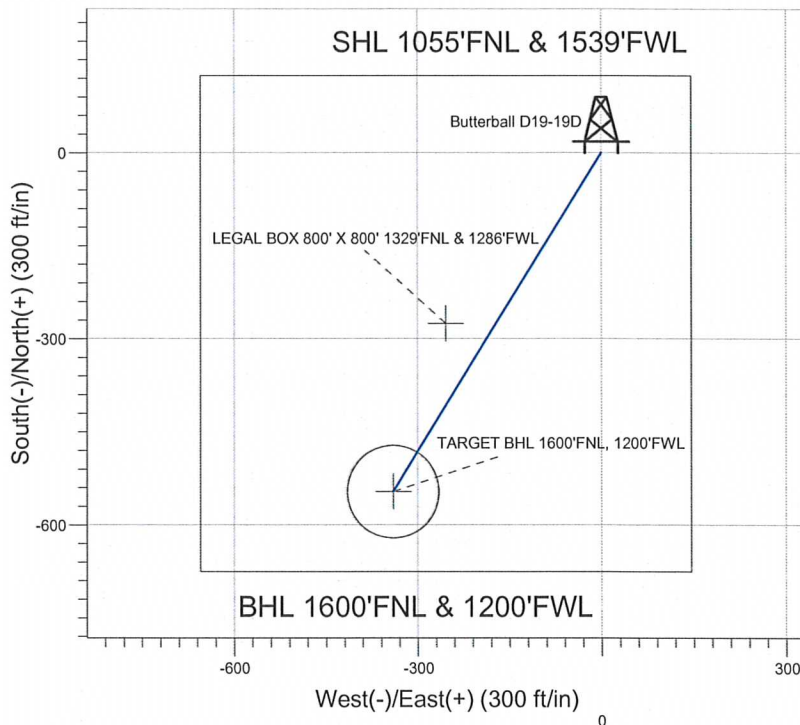 SHL 1055'FNL & 1539'FWL
Butterball D19-19D
0
LEGAL BOX 800' X 800' 1329'FNL & 1286'FWL
-300
TARGET BHL 1600'FNL, 1200'FWL
-600
BHL 1600'FNL & 1200'FWL
South(-)/North(+) (300 ft/in)
-600
-300
0
300
West(-)/East(+) (300 ft/in)
0